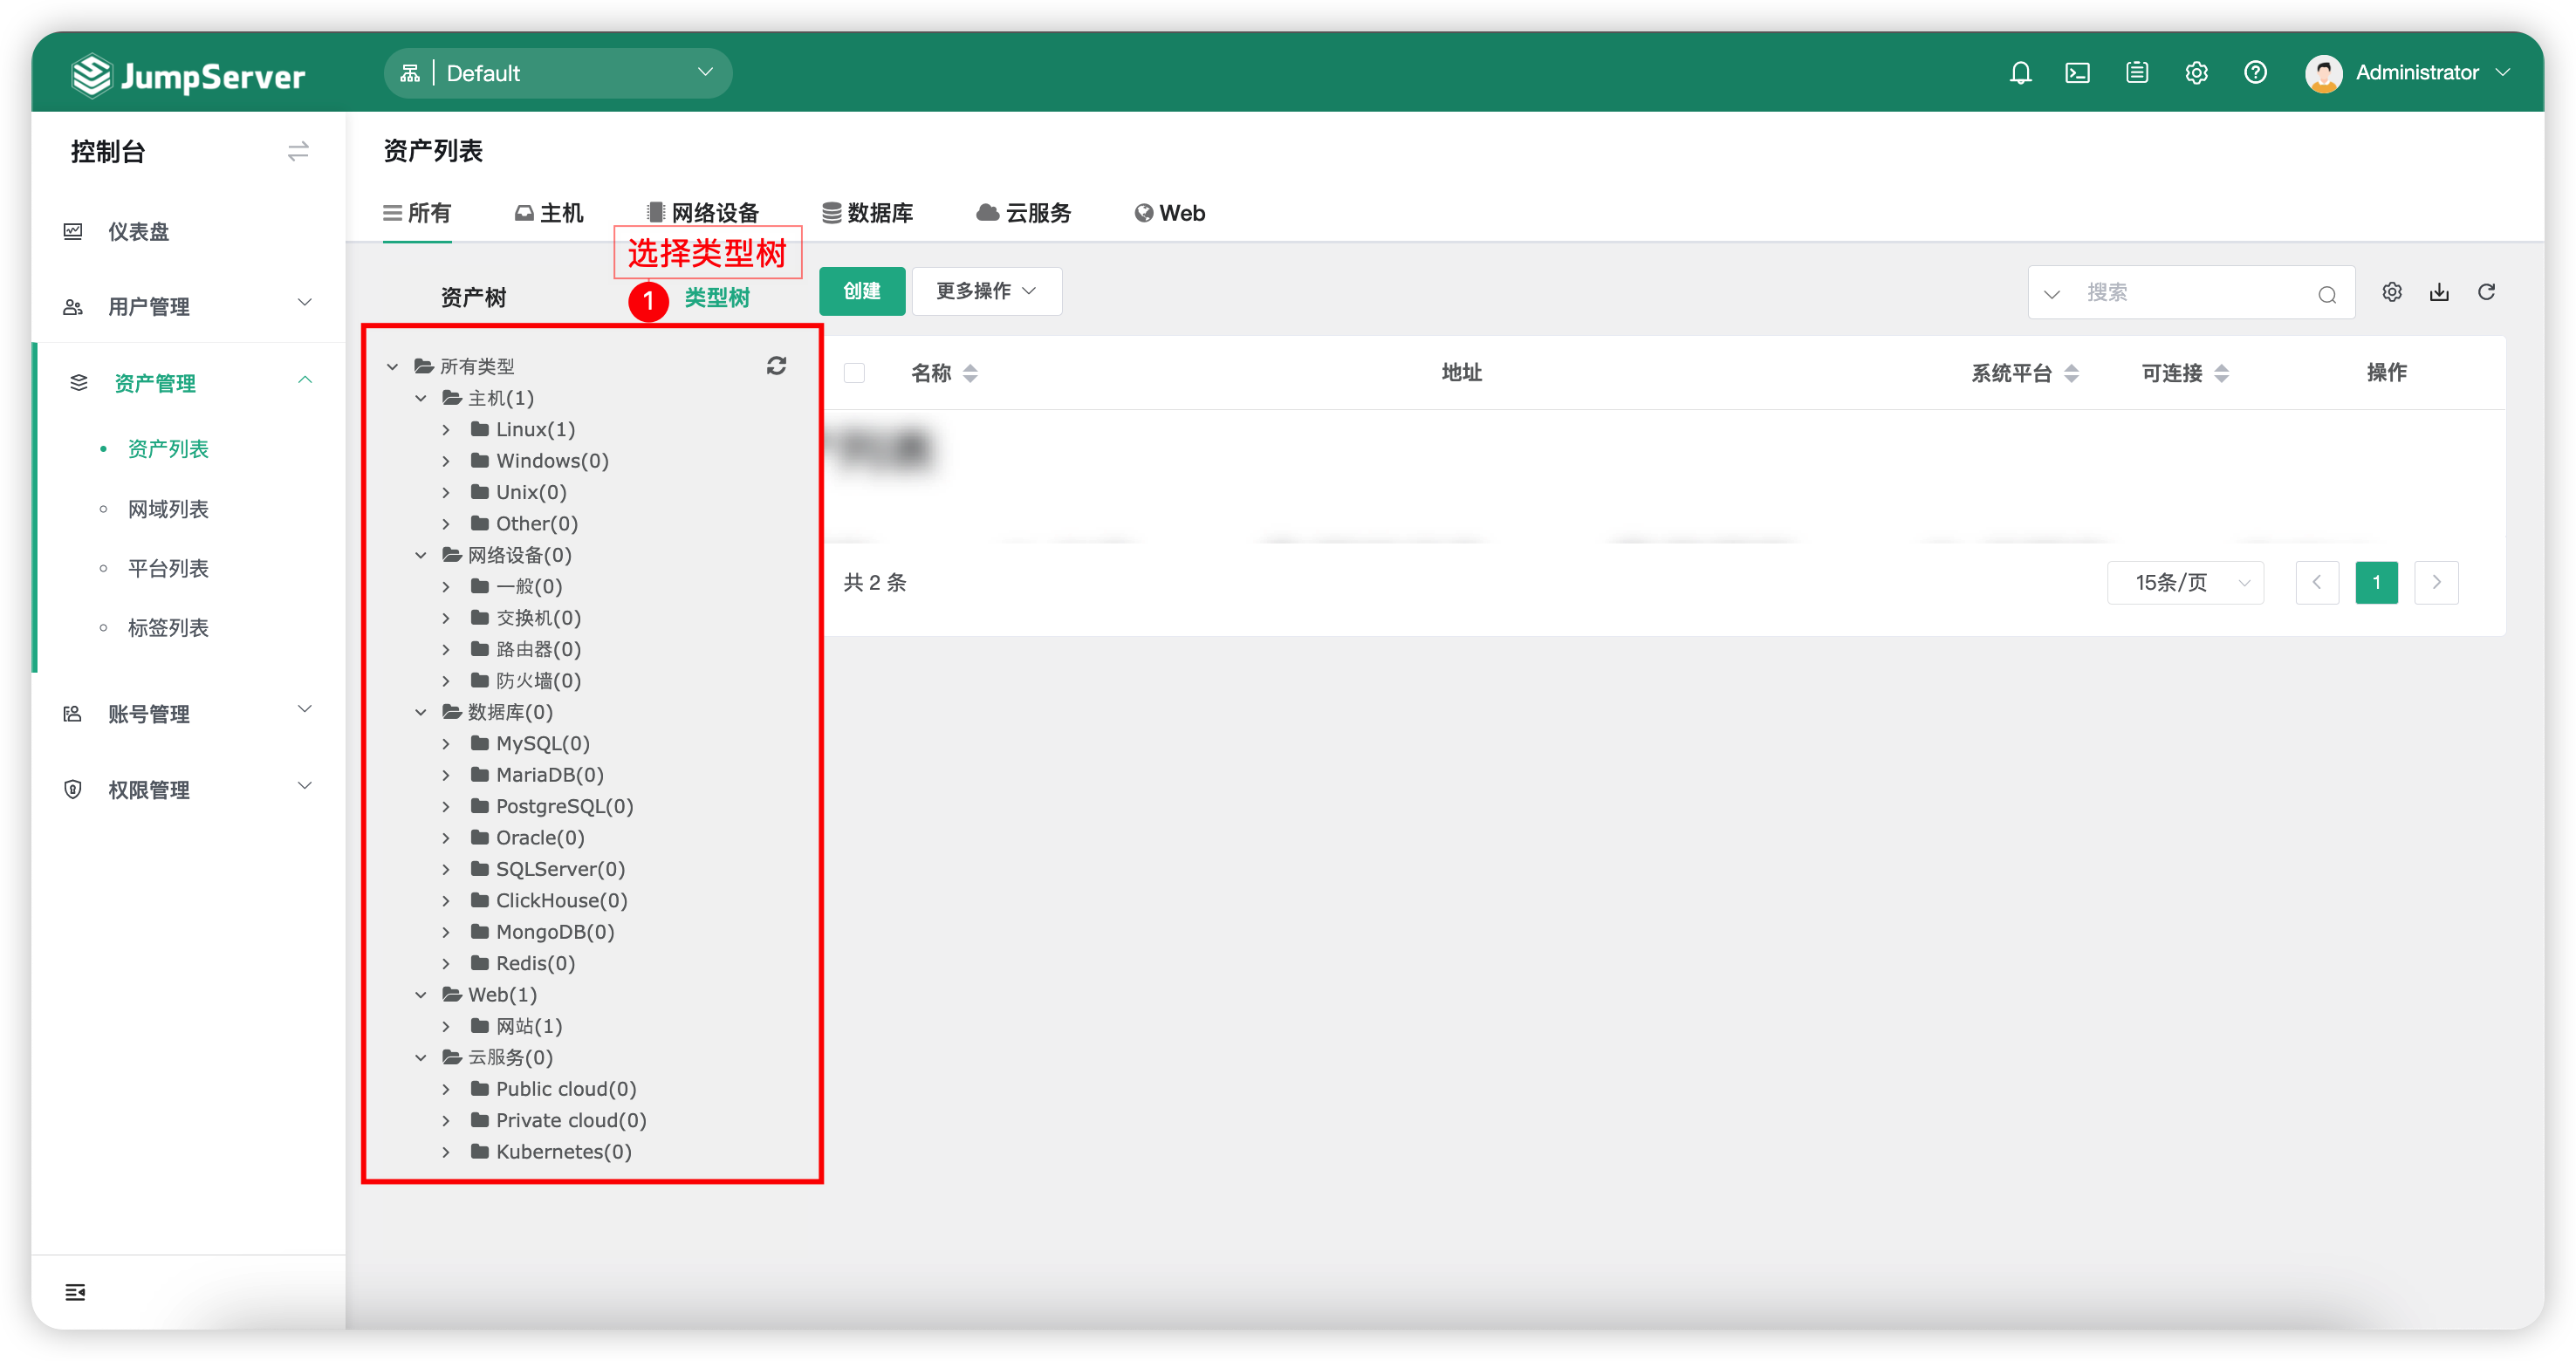 JumpServer
Default
Administrator
控制台
资产列表
所有
主机
网络设备
数据库
云服务
Web
仪表盘
用户管理
资产管理
资产列表
网域列表
平台列表
标签列表
账号管理
权限管理
选择类型树
资产树
1
类型树
创建
更多操作
搜索
所有类型
主机(1)
Linux(1)
Windows(0)
Unix(0)
Other(0)
网络设备(0)
一般(0)
交换机(0)
路由器(0)
防火墙(0)
数据库(0)
MySQL(0)
MariaDB(0)
PostgreSQL(0)
Oracle(0)
SQLServer(0)
ClickHouse(0)
MongoDB(0)
Redis(0)
Web(1)
网站(1)
云服务(0)
Public cloud(0)
Private cloud(0)
Kubernetes(0)
名称
地址
系统平台
可连接
操作
共 2 条
15条/页
1